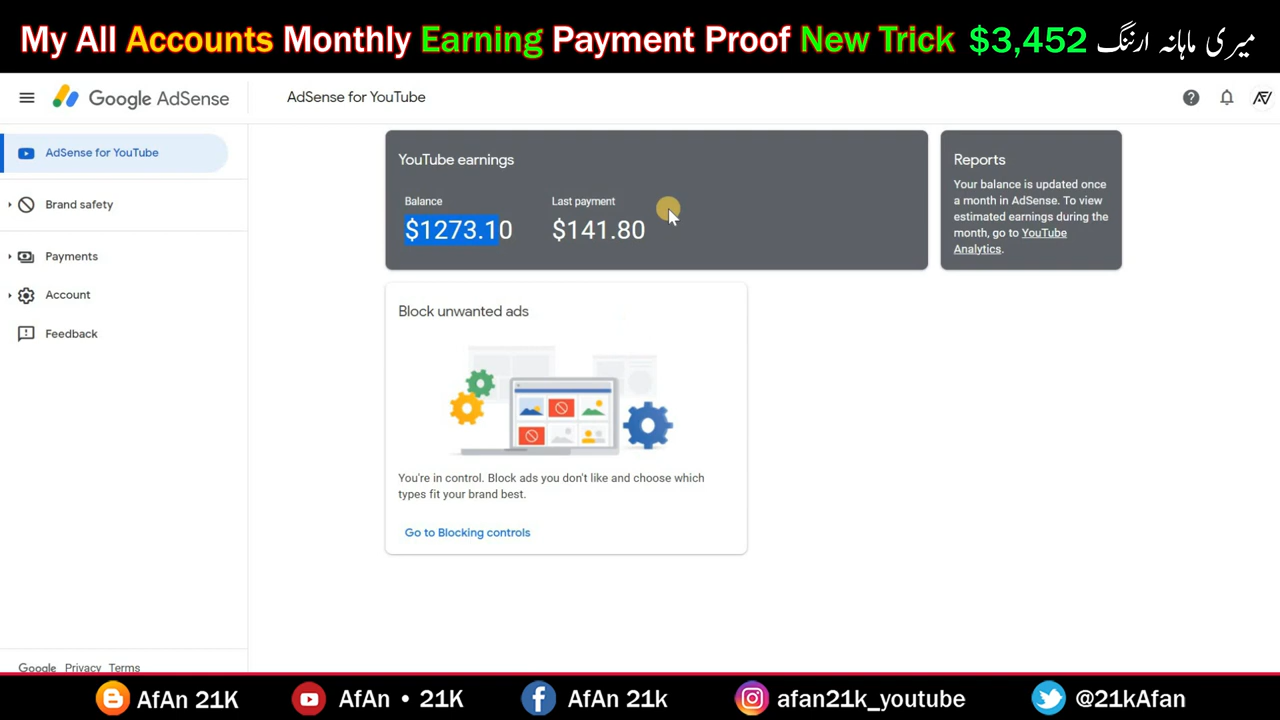 My All Accounts Monthly Earning Payment Proof New Trick $3,452 میری ماہانہ ارننگ
Google AdSense
AdSense for YouTube
AdSense for YouTube
Brand safety
Payments
Account
Feedback
YouTube earnings
Balance
$1273.10
Last payment
$141.80
Reports
Your balance is updated once
a month in AdSense. To view
estimated earnings during the
month, go to YouTube
Analytics.
Block unwanted ads
You're in control. Block ads you don't like and choose which
types fit your brand best.
Go to Blocking controls
Google Privacy Terms
AfAn 21K
AfAn • 21K
AfAn 21k
afan21k_youtube
@21kAfan